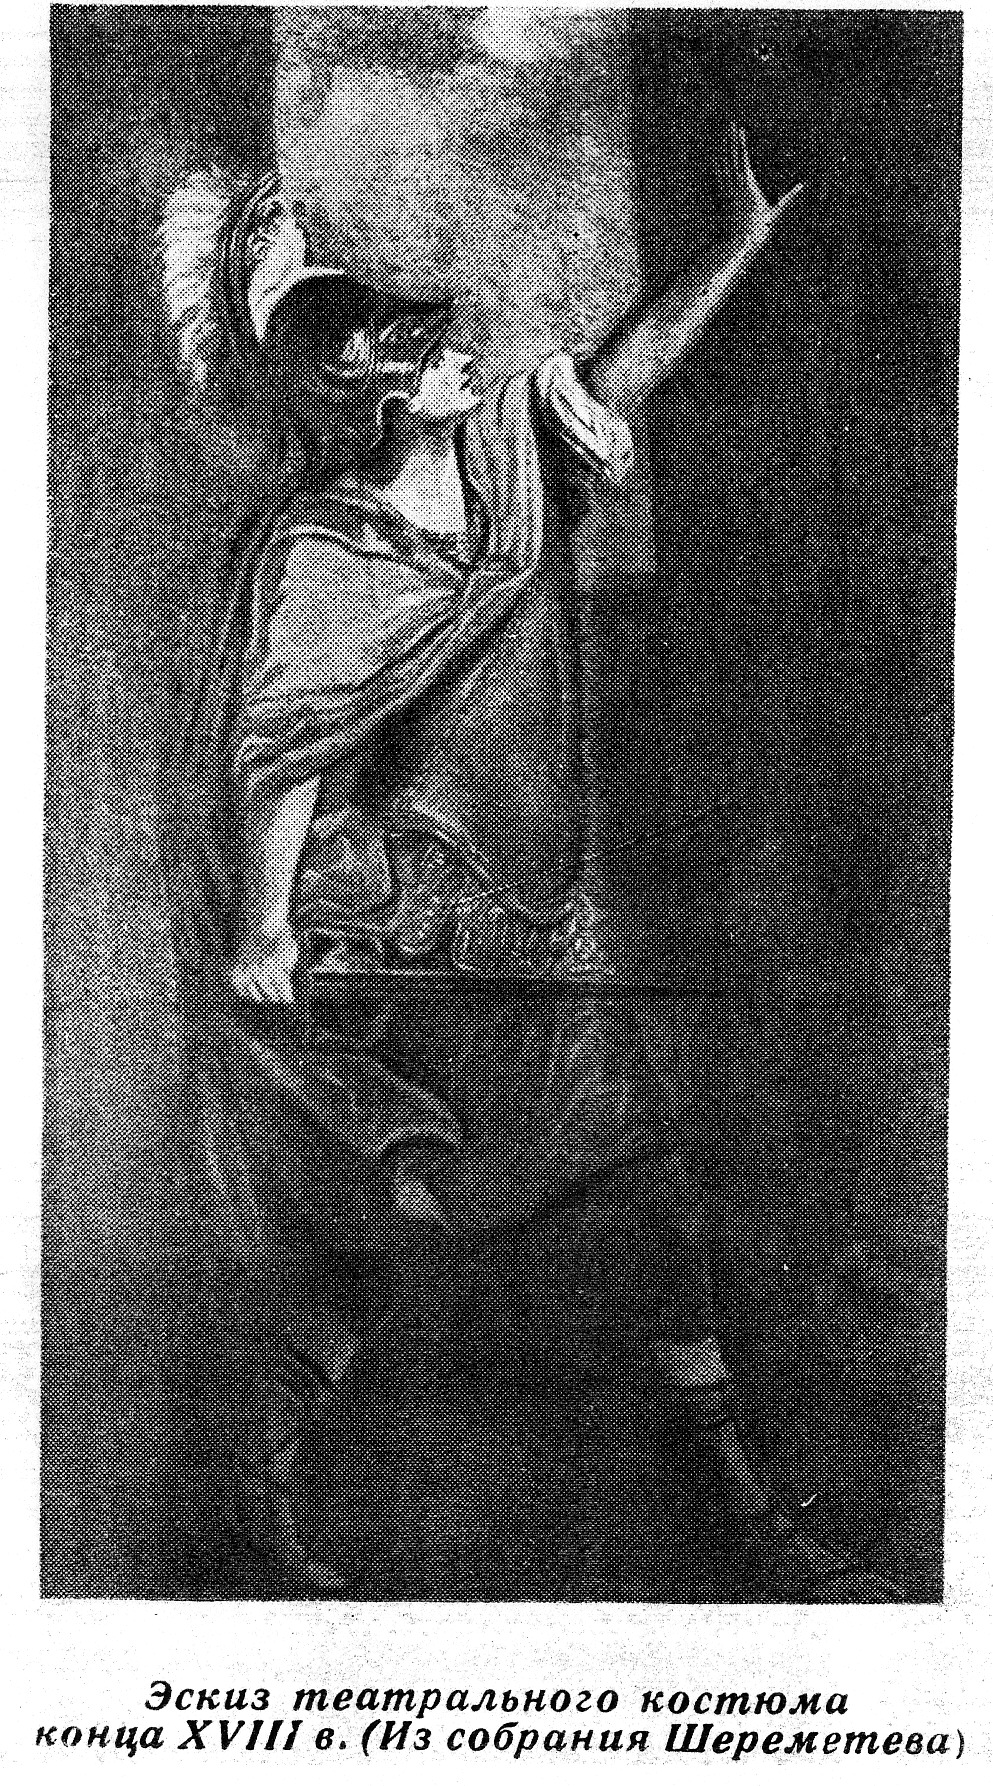 Эскиз театрального костюма
конца XVIII в. (Из собрания Шереметева)